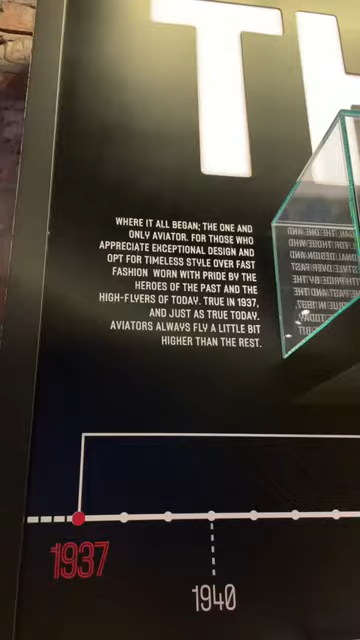 TH
WHERE IT ALL BEGAN; THE ONE AND
ONLY AVIATOR. FOR THOSE WHO
APPRECIATE EXCEPTIONAL DESIGN AND
OPT FOR TIMELESS STYLE OVER FAST
FASHION WORN WITH PRIDE BY THE
HEROES OF THE PAST AND THE
HIGH-FLYERS OF TODAY. TRUE IN 1937,
AND JUST AS TRUE TODAY.
AVIATORS ALWAYS FLY A LITTLE BIT
HIGHER THAN THE REST.
1937
1940